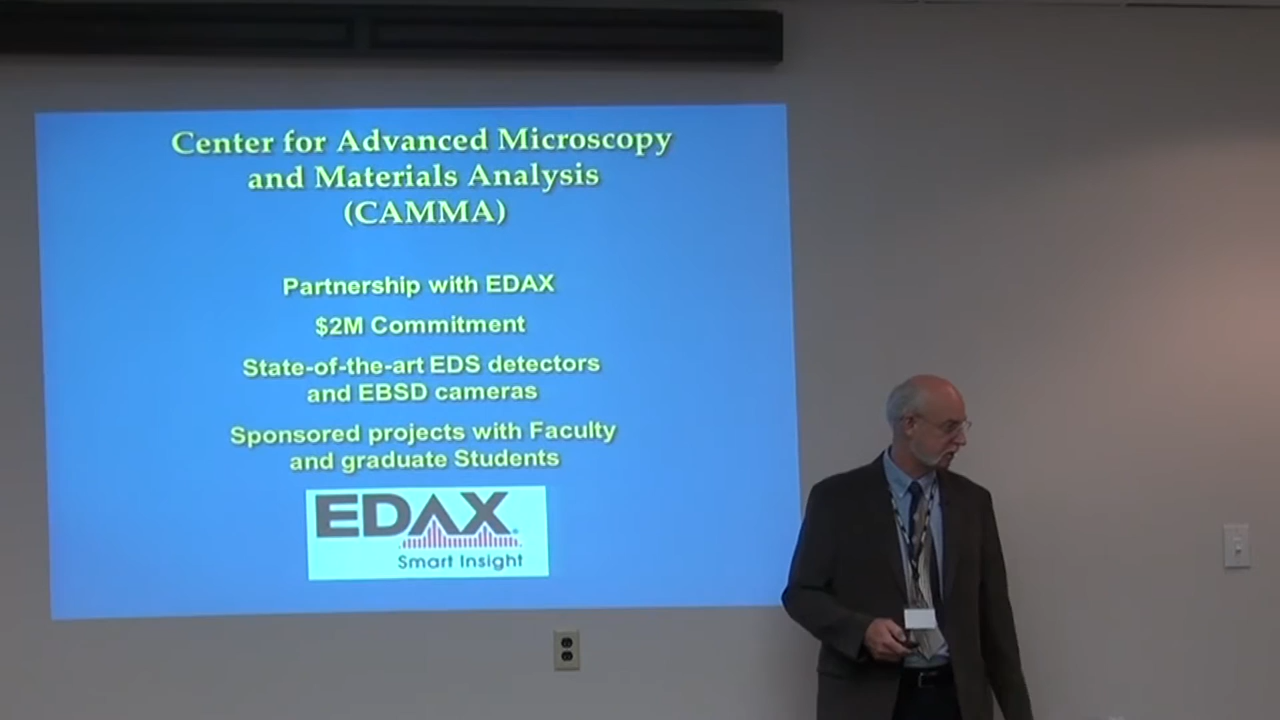 Center for Advanced Microscopy
and Materials Analysis
(CAMMA)
Partnership with EDAX
$2M Commitment
State-of-the-art EDS detectors
and EBSD cameras
Sponsored projects with Faculty
and graduate Students
EDAX
Smart Insight